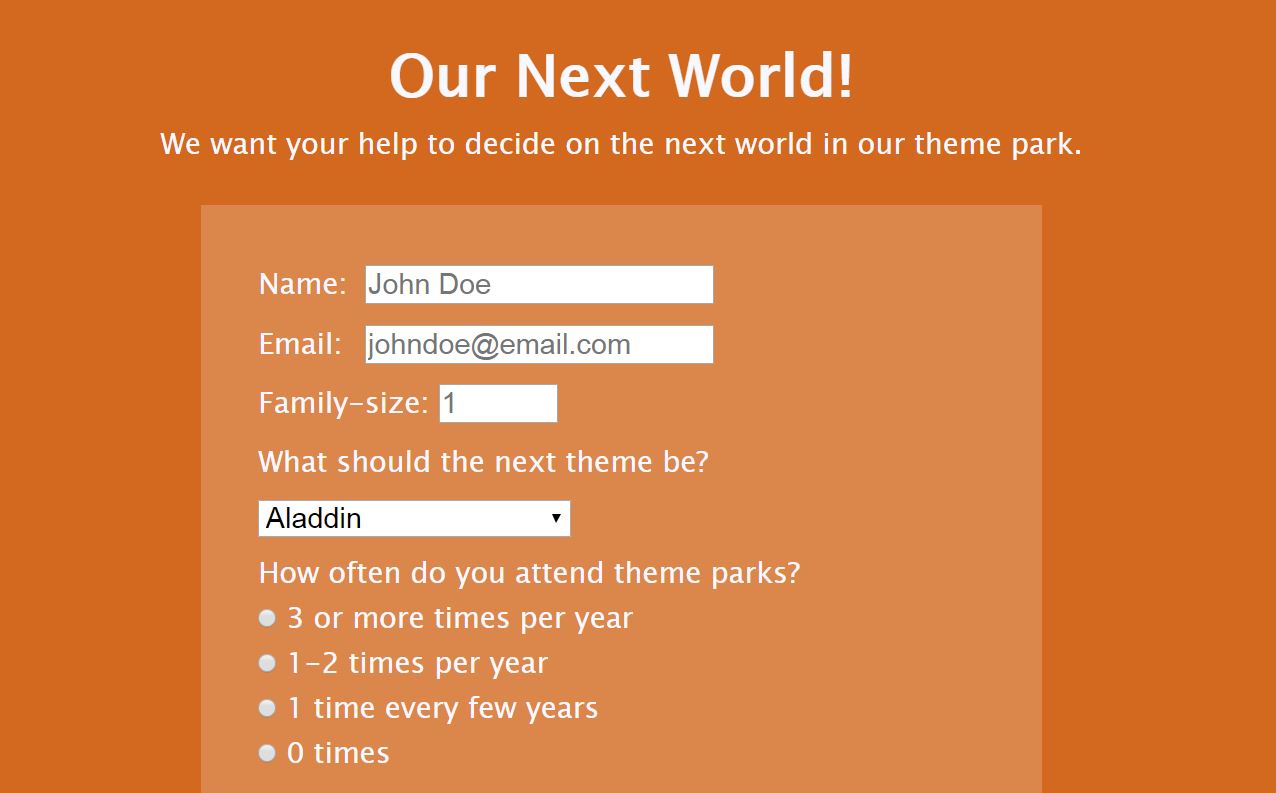 Our Next World!
We want your help to decide on the next world in our theme park.
Name: John Doe
Email: johndoe@email.com
Family-size: 1
What should the next theme be?
Aladdin
How often do you attend theme parks?
3 or more times per year
1-2 times per year
1 time every few years
0 times